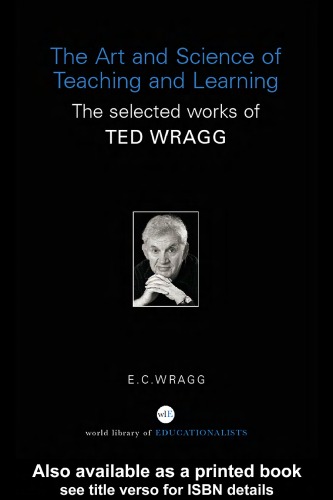 The Art and Science of
Teaching and Learning
The selected works of
TED WRAGG
E.C.WRAGG
wlE
world library of EDUCATIONALISTS
Also available as a printed book
see title verso for ISBN details